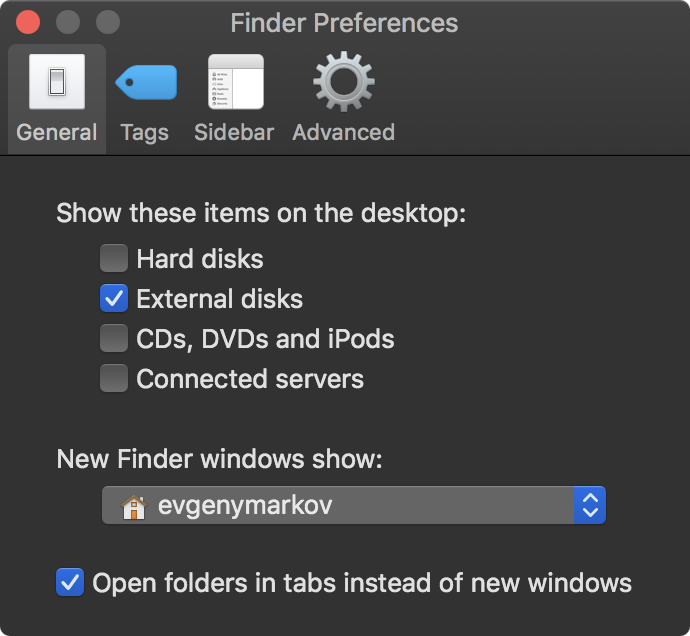 Finder Preferences
General Tags Sidebar Advanced
Show these items on the desktop:
Hard disks
External disks
CDs, DVDs and iPods
Connected servers
New Finder windows show:
evgenymarkov
Open folders in tabs instead of new windows